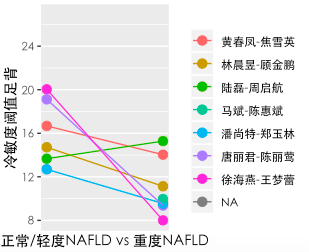 冷敏度阈值足背
24
20
16
12
8
正常/轻度NAFLD vs 重度NAFLD
黄春凤-焦雪英
林晨昱-顾金鹏
陆磊-周启航
马斌-陈惠斌
潘尚特-郑玉林
唐丽君-陈丽莺
徐海燕-王梦蕾
NA